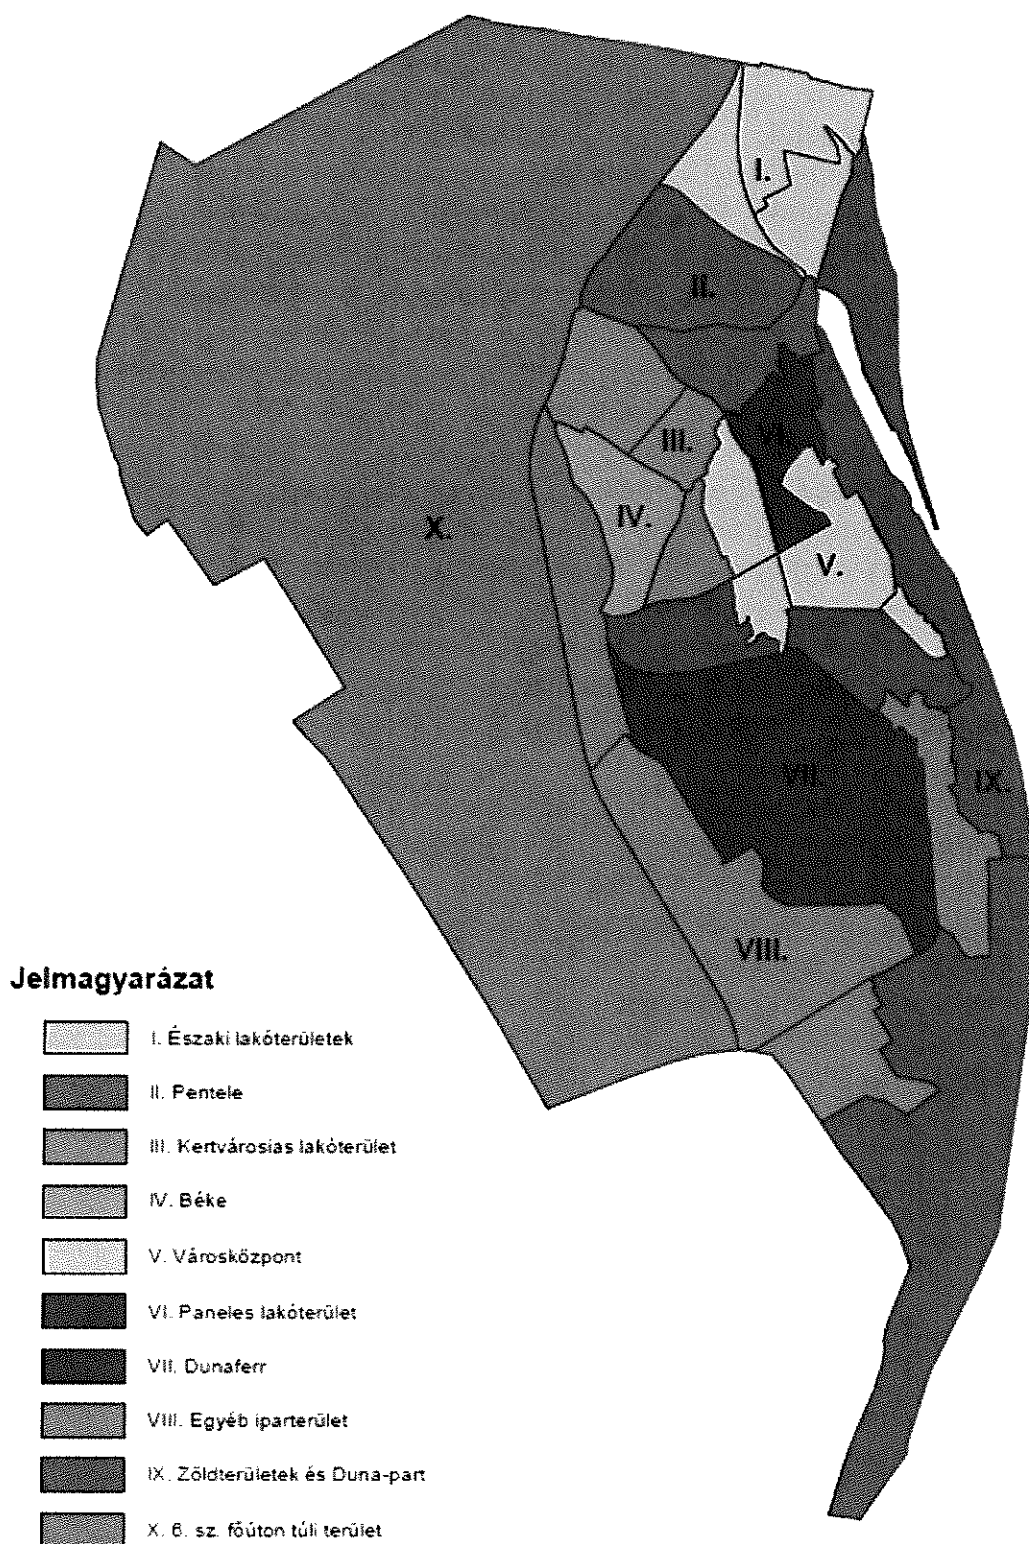 I.
II.
III.
VI.
IV.
X.
V.
VII.
IX.
VIII.
Jelmagyarázat
I. Északi lakóterületek
II. Pentele
III. Kertvárosias lakóterület
IV. Béke
V. Városközpont
VI. Paneles lakóterület
VII. Dunaferr
VIII. Egyéb iparterület
IX. Zöldterületek és Duna-part
X. 6. sz. főúton túli terület